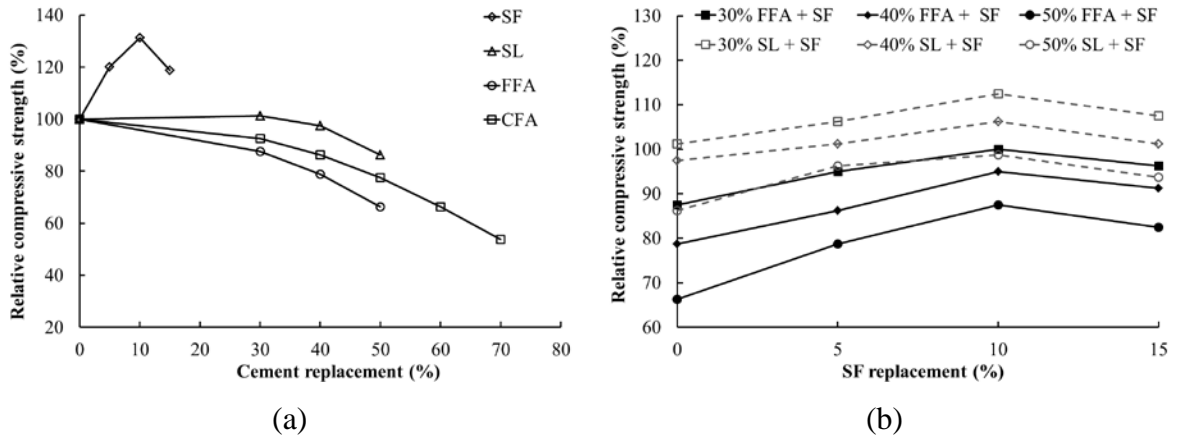 Relative compressive strength (%)
140
120
100
80
60
40
20
0 10 20 30 40 50 60 70 80
Cement replacement (%)
SF
SL
FFA
CFA
(a)
Relative compressive strength (%)
130
120
110
100
90
80
70
60
0 5 10 15
SF replacement (%)
30% FFA + SF 40% FFA + SF 50% FFA + SF
30% SL + SF 40% SL + SF 50% SL + SF
(b)